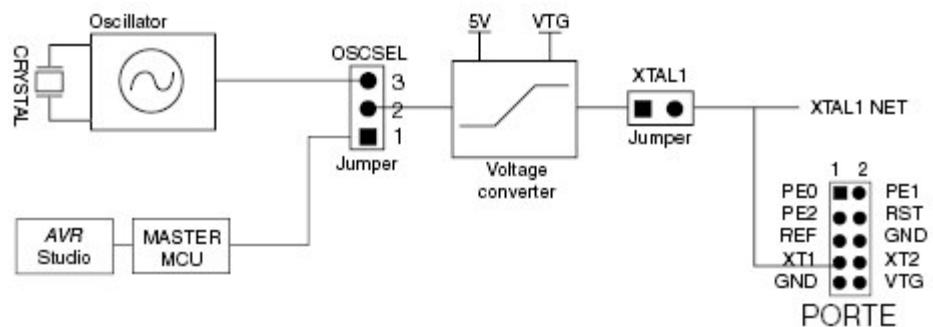 Oscillator
CRYSTAL
OSCSEL
3
2
1
Jumper
AVR
Studio
MASTER
MCU
5V VTG
Voltage
converter
XTAL1
Jumper
XTAL1 NET
1 2
PE0 PE1
PE2 RST
REF GND
XT1 XT2
GND VTG
PORTE